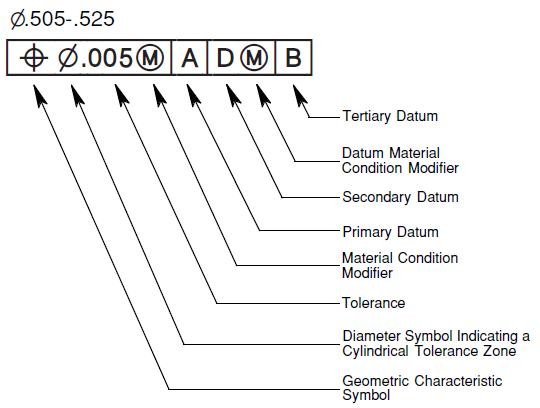 ⌀.505-.525
⌖ ⌀.005Ⓜ A DⓂ B
Tertiary Datum
Datum Material
Condition Modifier
Secondary Datum
Primary Datum
Material Condition
Modifier
Tolerance
Diameter Symbol Indicating a
Cylindrical Tolerance Zone
Geometric Characteristic
Symbol